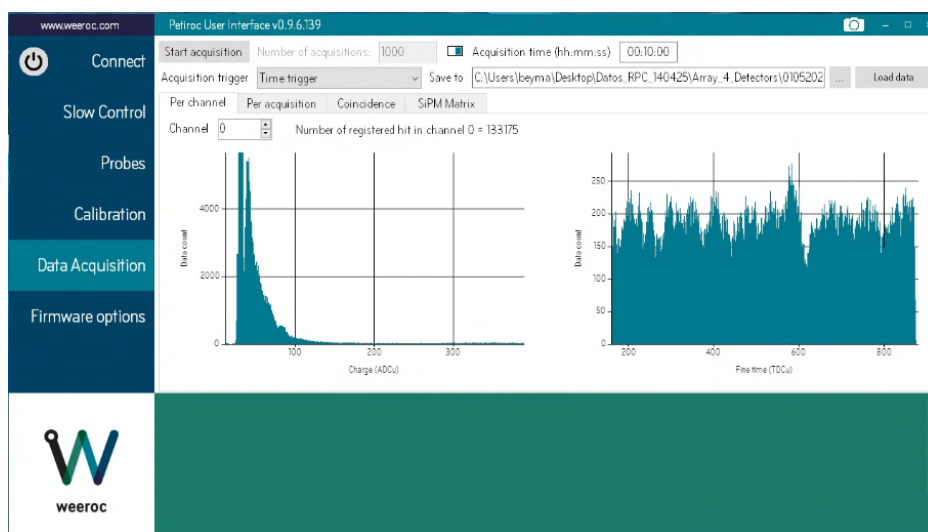 www.weeroc.com
Petiroc User Interface v0.9.6.139
Connect
Slow Control
Probes
Calibration
Data Acquisition
Firmware options
weeroc
Start acquisition Number of acquisitions: 1000 Acquisition time (hh:mm:ss) 00:10:00
Acquisition trigger Time trigger Save to C:\Users\beyma\Desktop\Datos_RPC_140425\Array_4_Detectors\0105202 ... Load data
Per channel Per acquisition Coincidence SiPM Matrix
Channel 0 Number of registered hit in channel 0 = 133175
Data count
4000
2000
0
100 200 300
Charge (ADCu)
Data count
250
200
150
100
50
0
200 400 600 800
Fine time (TDCu)